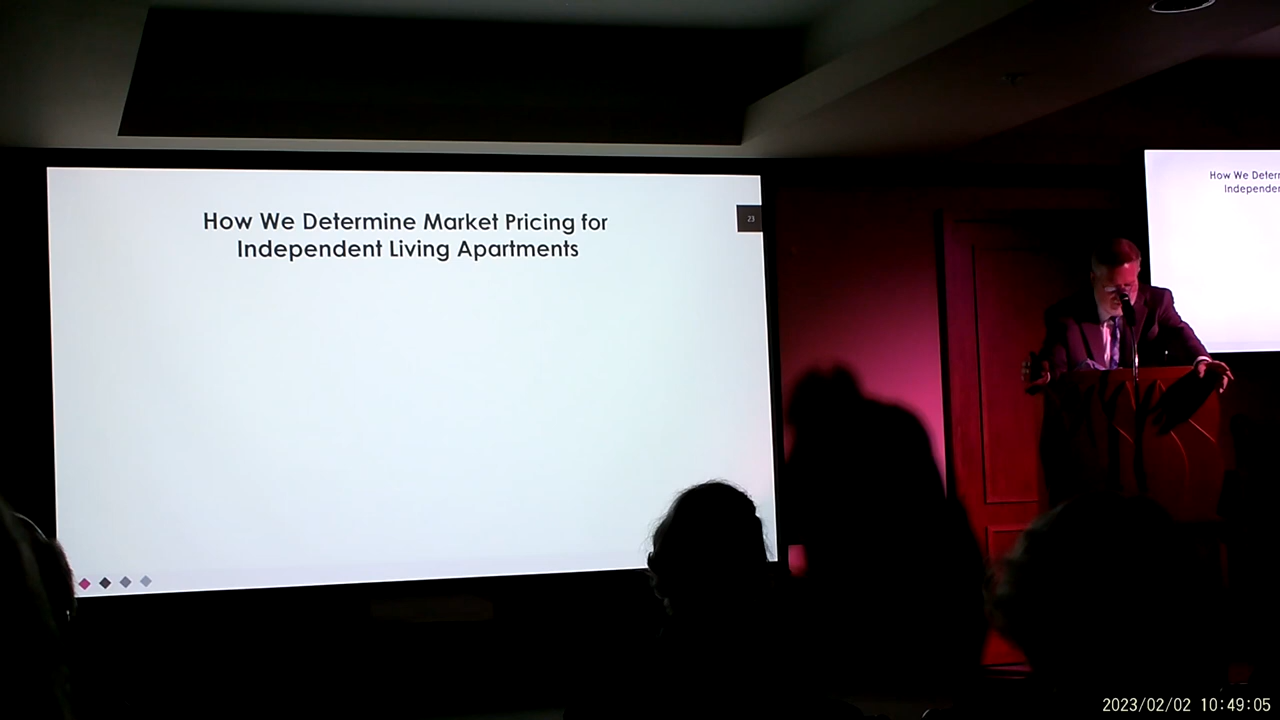 How We Determine Market Pricing for
Independent Living Apartments
23
How We Deter
Independen
2023/02/02 10:49:05